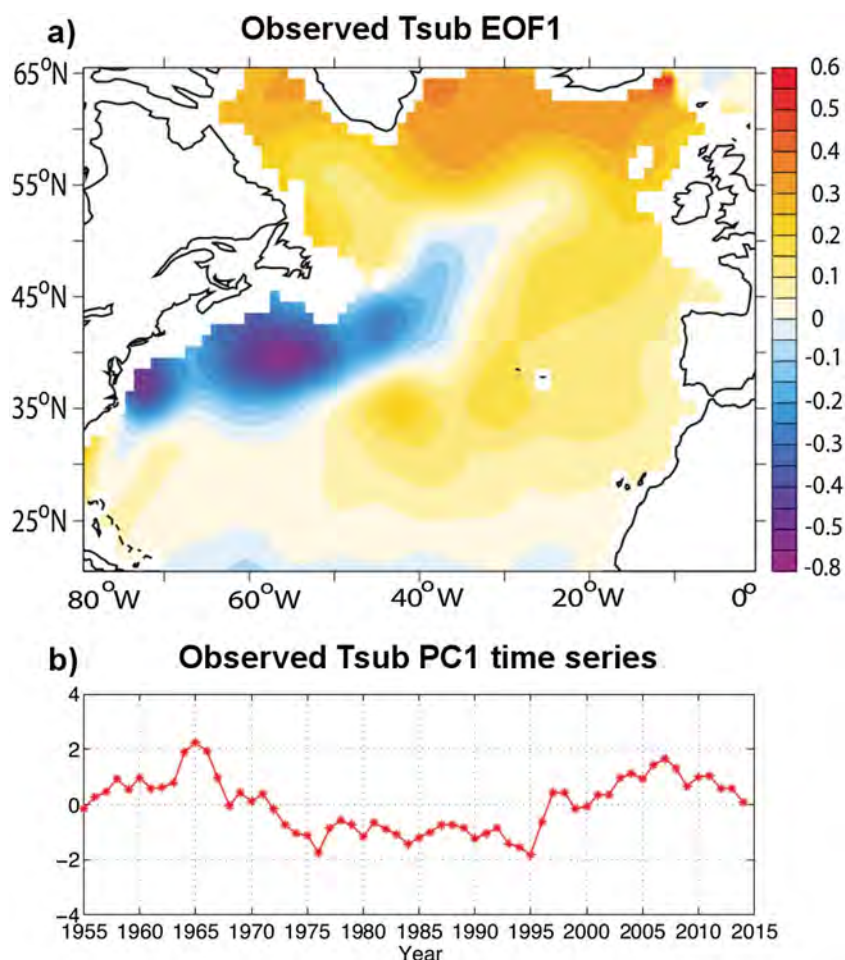 a) Observed Tsub EOF1
65°N
55°N
45°N
35°N
25°N
80°W 60°W 40°W 20°W 0°
0.6
0.5
0.4
0.3
0.2
0.1
0
-0.1
-0.2
-0.3
-0.4
-0.5
-0.8
b) Observed Tsub PC1 time series
4
2
0
-2
-4
1955 1960 1965 1970 1975 1980 1985 1990 1995 2000 2005 2010 2015
Year